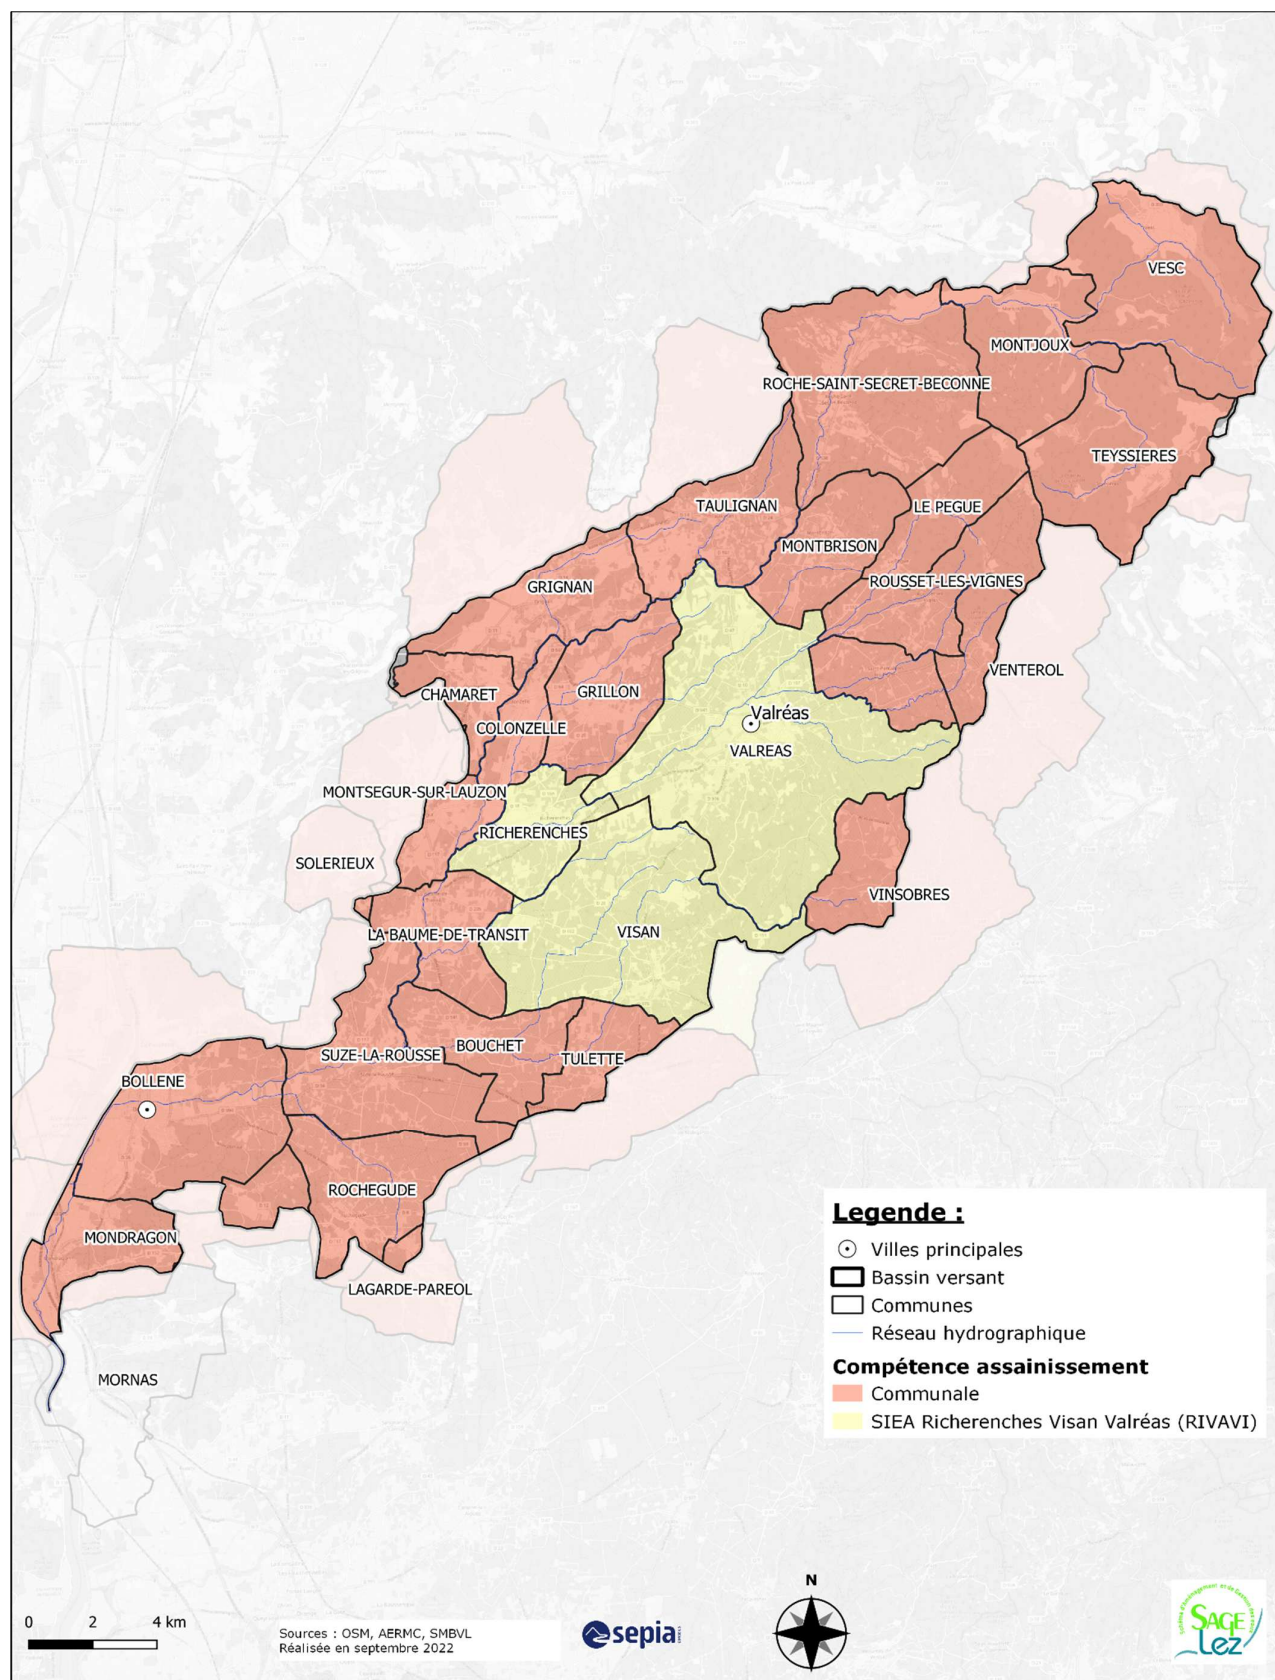 VESC
MONTJOUX
ROCHE-SAINT-SECRET-BECONNE
TEYSSIERES
TAULIGNAN
LE PEGUE
MONTBRISON
ROUSSET-LES-VIGNES
GRIGNAN
VENTEROL
CHAMARET
GRILLON
COLONZELLE
Valréas
VALREAS
MONTSEGUR-SUR-LAUZON
RICHERENCHES
SOLERIEUX
VINSOBRES
LA BAUME-DE-TRANSIT
VISAN
SUZE-LA-ROUSSE
BOUCHET
TULETTE
BOLLENE
ROCHEGUDE
MONDRAGON
LAGARDE-PAREOL
MORNAS
Legende :
Villes principales
Bassin versant
Communes
Réseau hydrographique
Compétence assainissement
Communale
SIEA Richerenches Visan Valréas (RIVAVI)
0 2 4 km
Sources : OSM, AERMC, SMBVL
Réalisée en septembre 2022
sepia
N
SAGE
Lez